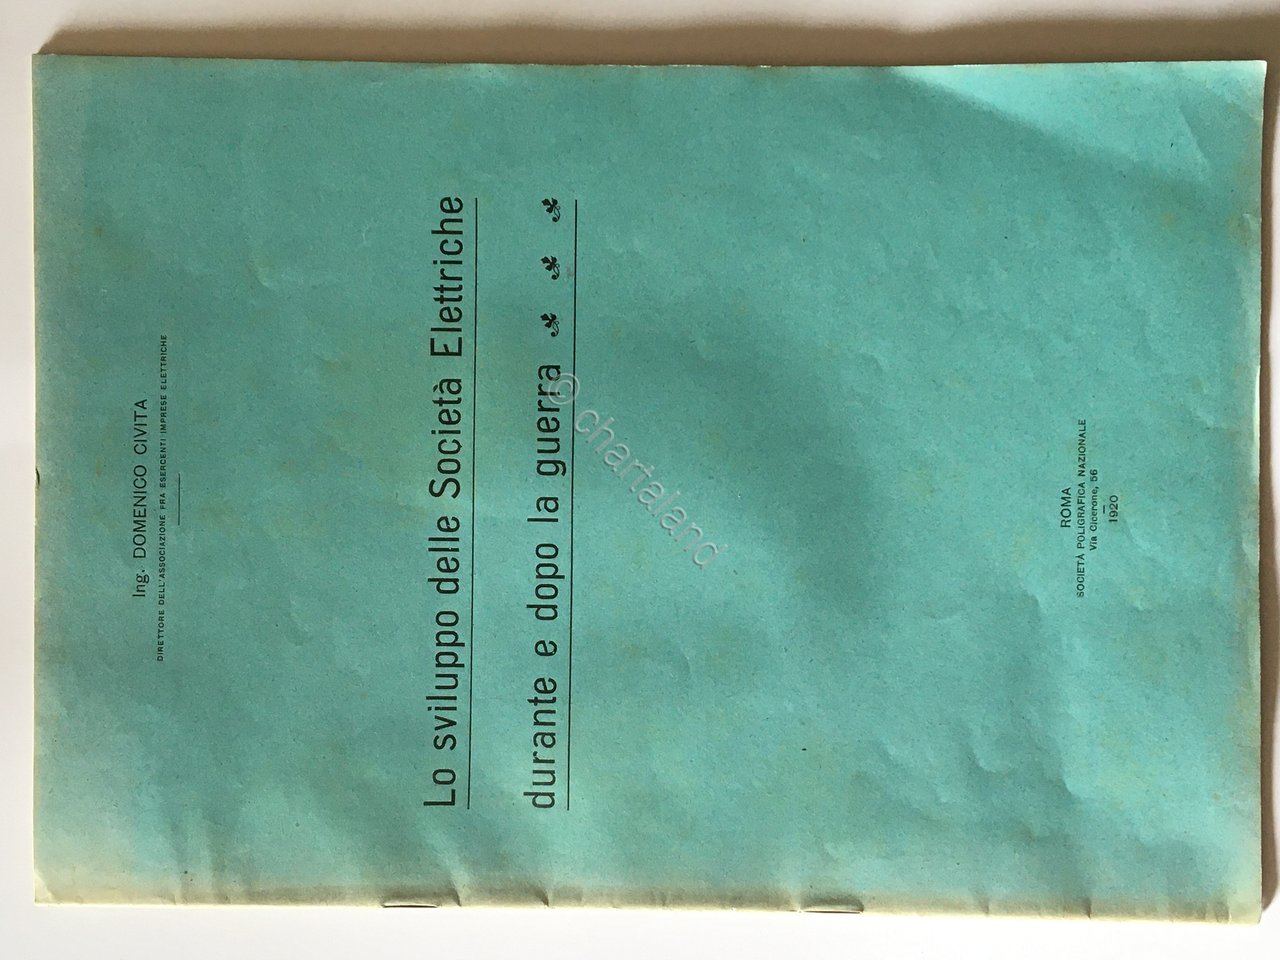 Ing. DOMENICO CIVITA
DIRETTORE DELL'ASSOCIAZIONE FRA ESERCENTI IMPRESE ELETTRICHE
Lo sviluppo delle Società Elettriche
durante e dopo la guerra
ROMA
SOCIETÀ POLIGRAFICA NAZIONALE
Via Cicerone, 56
1920
© chartaland